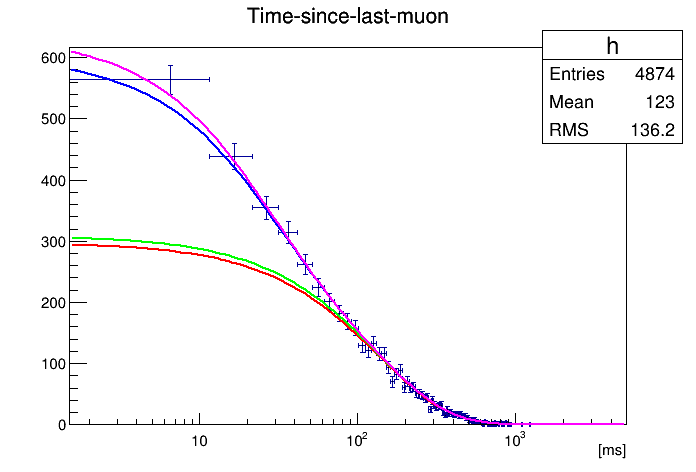 Time-since-last-muon
h
Entries 4874
Mean 123
RMS 136.2
600
500
400
300
200
100
0
10
10²
10³
[ms]